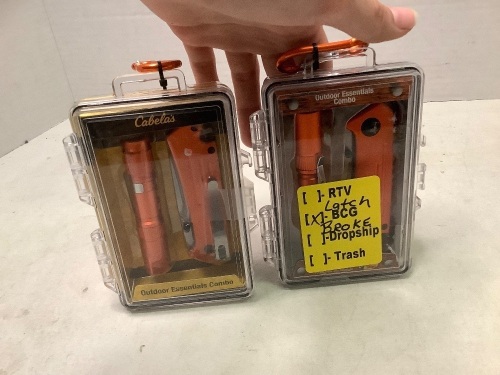 Cabela's
Outdoor Essentials Combo
Outdoor Essentials
Combo
[ ]- RTV
Latch
[X]- BCG
BROKE
[ ]-Dropship
[ ]- Trash